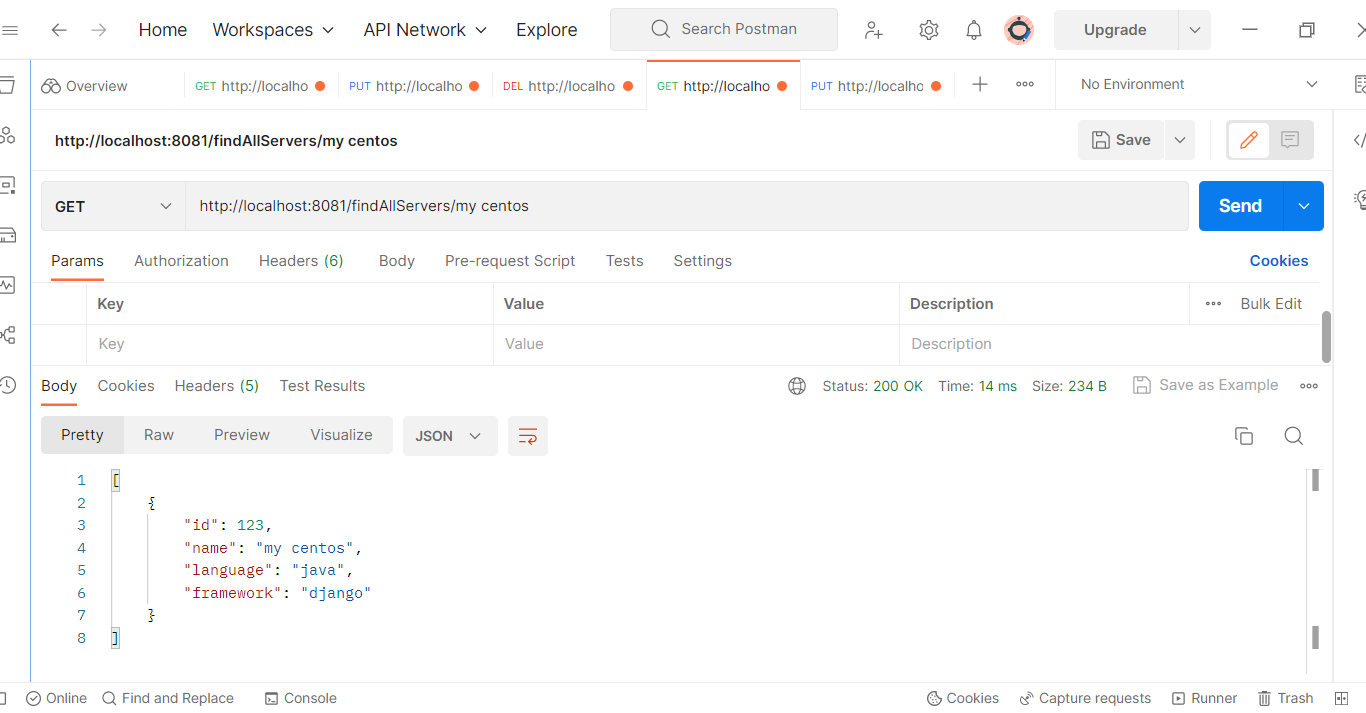 Home Workspaces API Network Explore Search Postman Upgrade
Overview GET http://localho PUT http://localho DEL http://localho GET http://localho PUT http://localho No Environment
http://localhost:8081/findAllServers/my centos Save
GET http://localhost:8081/findAllServers/my centos Send
Params Authorization Headers (6) Body Pre-request Script Tests Settings Cookies
Key Value Description Bulk Edit
Key Value Description
Body Cookies Headers (5) Test Results Status: 200 OK Time: 14 ms Size: 234 B Save as Example
Pretty Raw Preview Visualize JSON
1 [
2 {
3 "id": 123,
4 "name": "my centos",
5 "language": "java",
6 "framework": "django"
7 }
8 ]
Online Find and Replace Console Cookies Capture requests Runner Trash